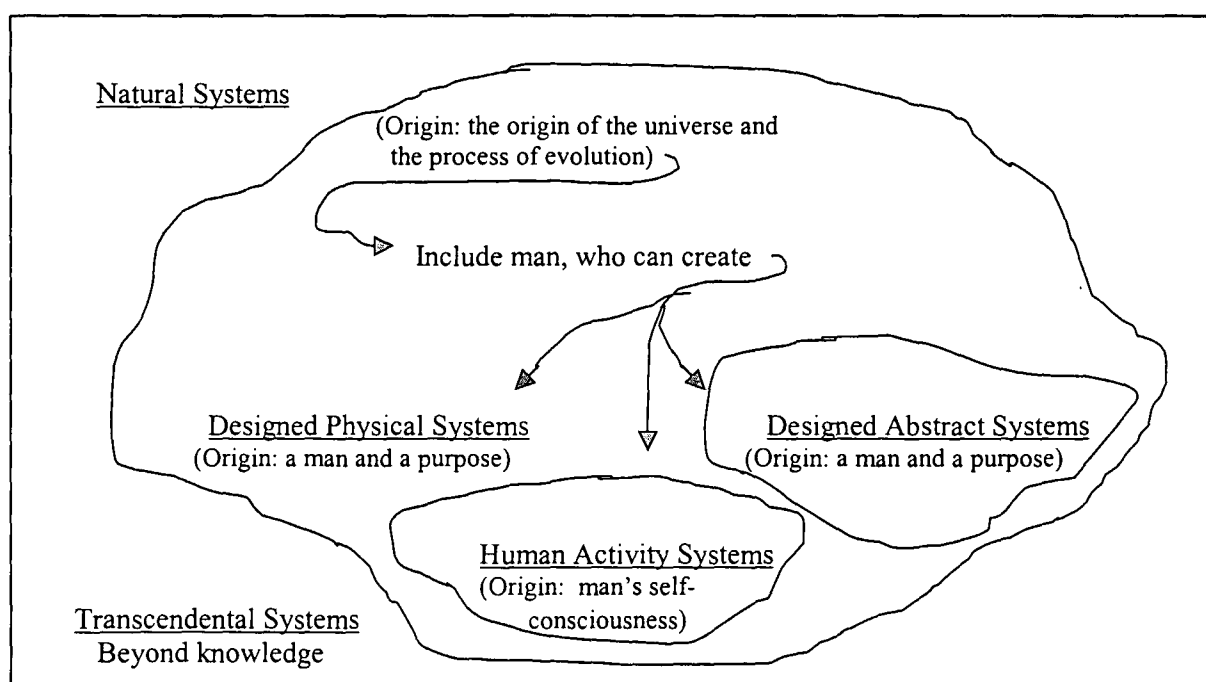 Natural Systems
(Origin: the origin of the universe and
the process of evolution)
Include man, who can create
Designed Physical Systems
(Origin: a man and a purpose)
Designed Abstract Systems
(Origin: a man and a purpose)
Human Activity Systems
(Origin: man's self-
consciousness)
Transcendental Systems
Beyond knowledge